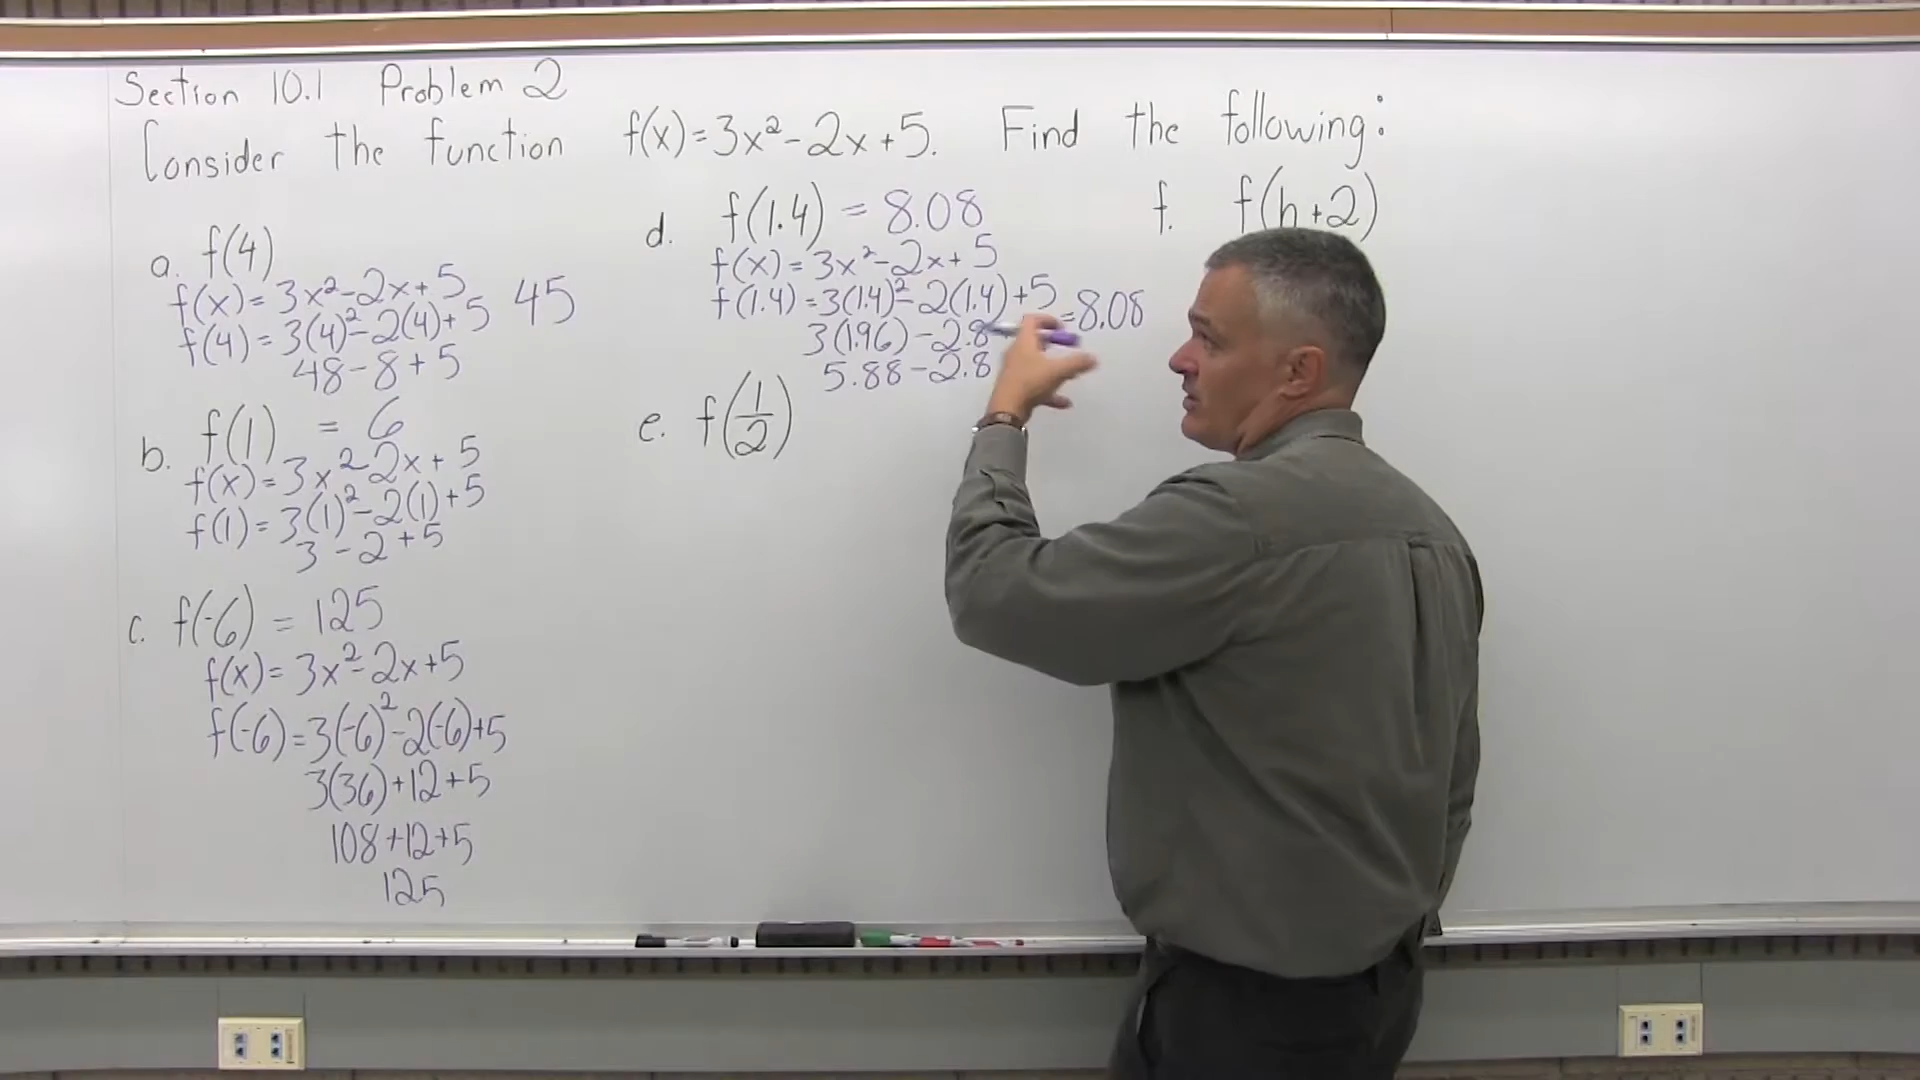 Section 10.1 Problem 2
Consider the function f(x)=3x²-2x+5. Find the following:
a. f(4)
f(x)=3x²-2x+5 45
f(4)=3(4)²-2(4)+5
48-8+5
b. f(1) = 6
f(x)=3x²-2x+5
f(1)=3(1)²-2(1)+5
3-2+5
c. f(-6) = 125
f(x)=3x²-2x+5
f(-6)=3(-6)²-2(-6)+5
3(36)+12+5
108+12+5
125
d. f(1.4) = 8.08
f(x)=3x²-2x+5
f(1.4)=3(1.4)²-2(1.4)+5
3(1.96)-2.8 =8.08
5.88-2.8
e. f(1/2)
f. f(h+2)